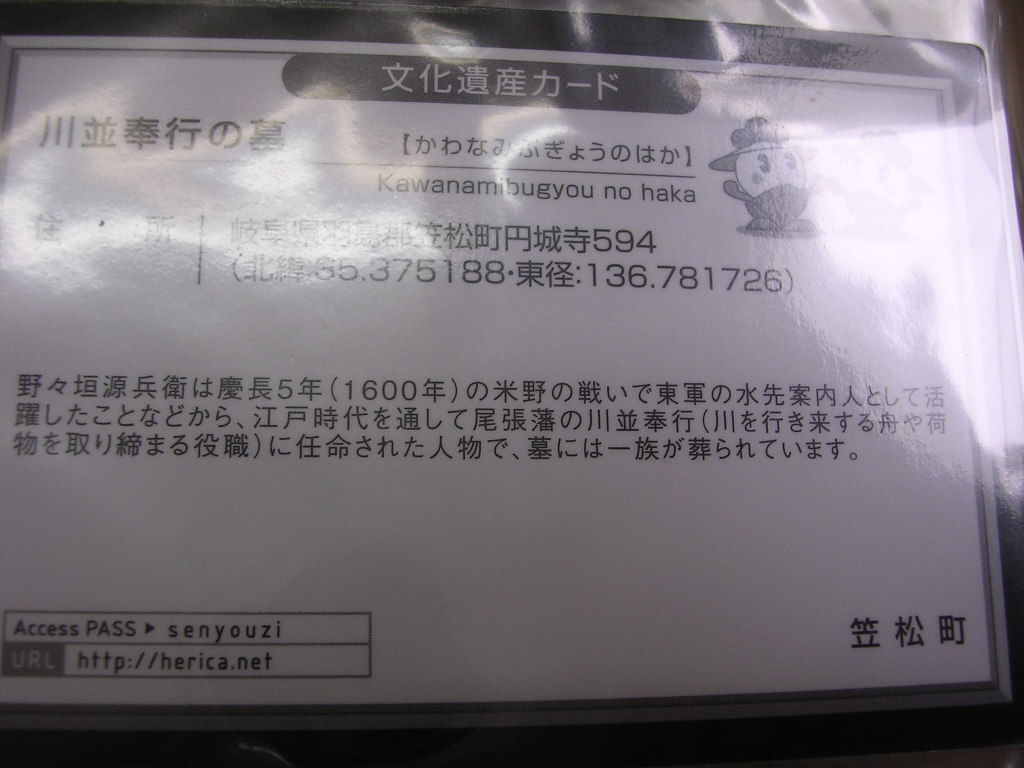 文化遺産カード
川並奉行の墓
【かわなみぶぎょうのはか】
Kawanamibugyou no haka
住所
岐阜県羽島郡笠松町円城寺594
(北緯:35.375188・東径:136.781726)
野々垣源兵衛は慶長5年(1600年)の米野の戦いで東軍の水先案内人として活
躍したことなどから、江戸時代を通して尾張藩の川並奉行(川を行き来する舟や荷
物を取り締まる役職)に任命された人物で、墓には一族が葬られています。
Access PASS ▶ senyouzi
URL http://herica.net
笠松町